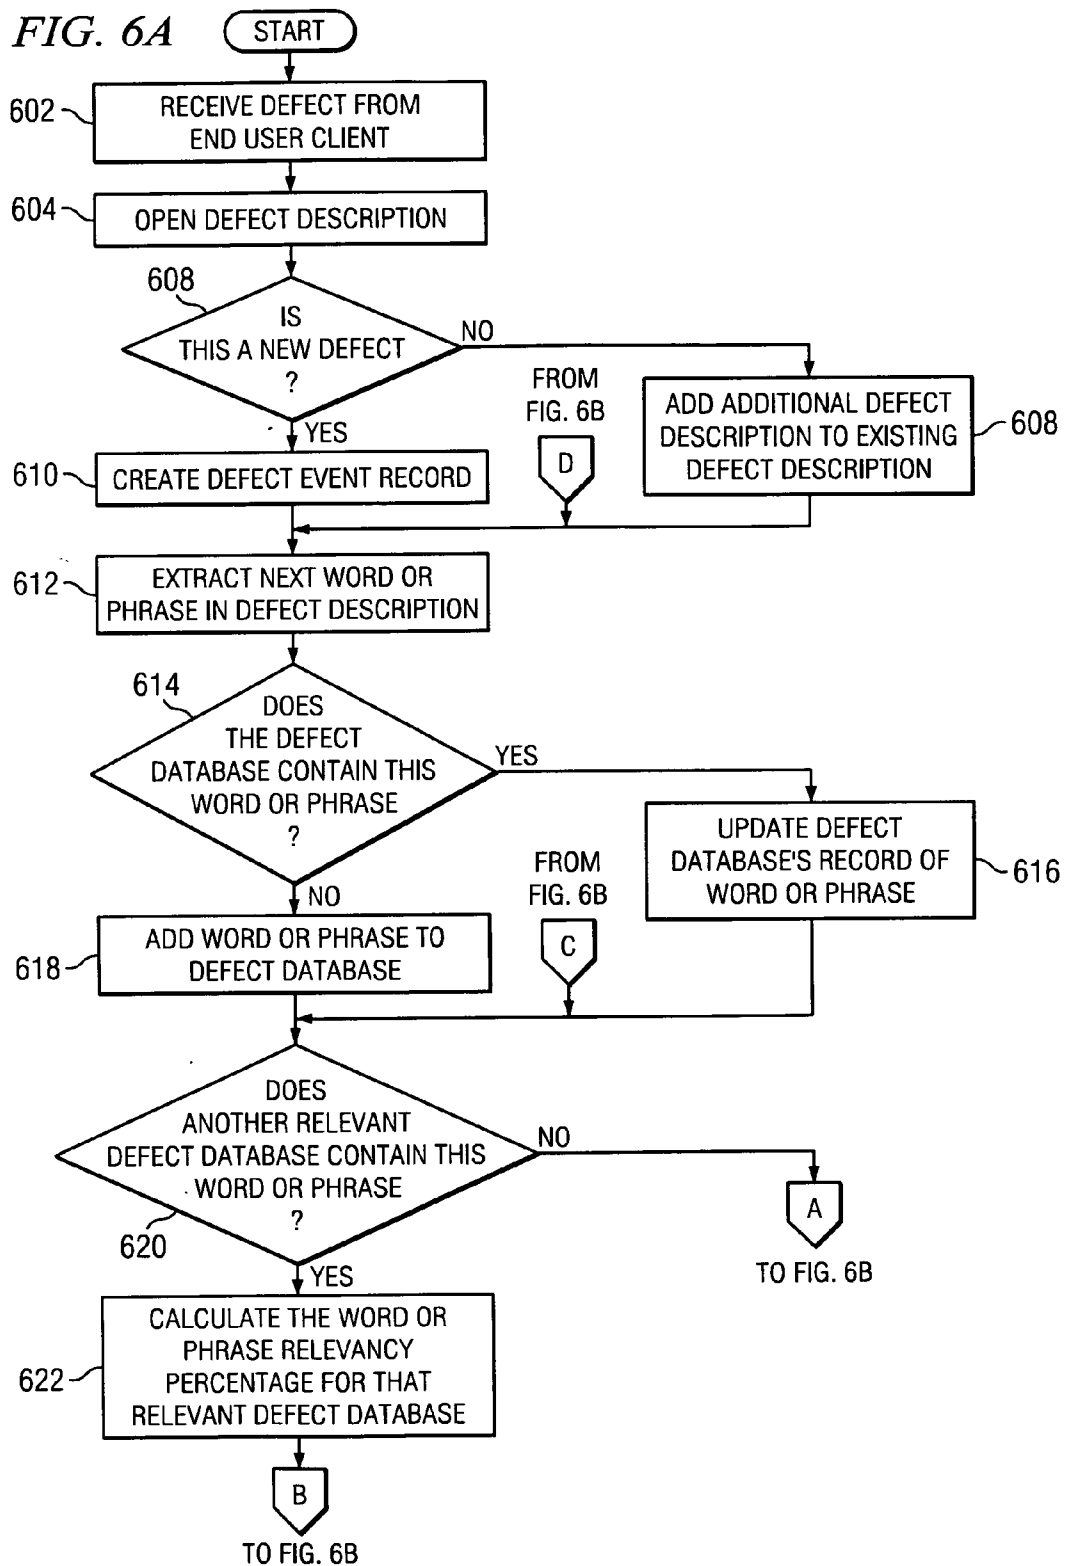 FIG. 6A
START
602
RECEIVE DEFECT FROM
END USER CLIENT
604
OPEN DEFECT DESCRIPTION
608
IS
THIS A NEW DEFECT
?
NO
YES
FROM
FIG. 6B
D
ADD ADDITIONAL DEFECT
DESCRIPTION TO EXISTING
DEFECT DESCRIPTION
608
610
CREATE DEFECT EVENT RECORD
612
EXTRACT NEXT WORD OR
PHRASE IN DEFECT DESCRIPTION
614
DOES
THE DEFECT
DATABASE CONTAIN THIS
WORD OR PHRASE
?
YES
NO
UPDATE DEFECT
DATABASE'S RECORD OF
WORD OR PHRASE
616
FROM
FIG. 6B
C
618
ADD WORD OR PHRASE TO
DEFECT DATABASE
DOES
ANOTHER RELEVANT
DEFECT DATABASE CONTAIN THIS
WORD OR PHRASE
?
620
NO
A
TO FIG. 6B
YES
622
CALCULATE THE WORD OR
PHRASE RELEVANCY
PERCENTAGE FOR THAT
RELEVANT DEFECT DATABASE
B
TO FIG. 6B